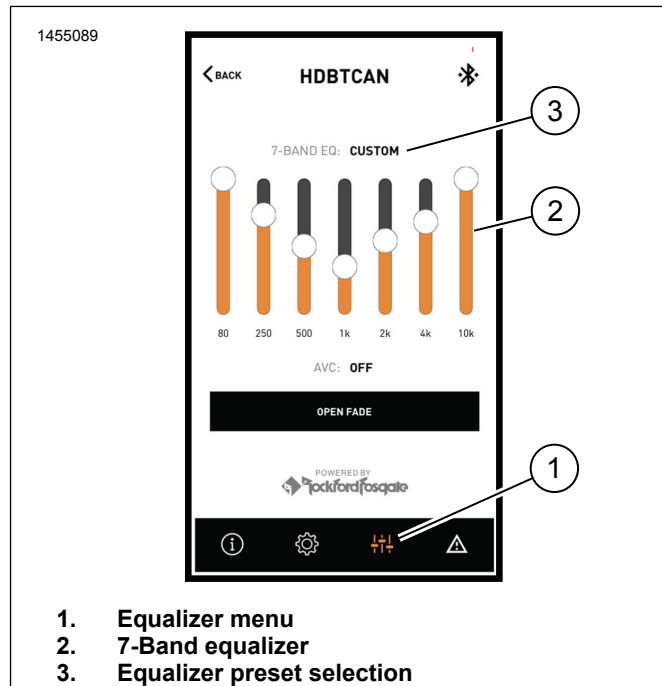 1455089
BACK HDBTCAN
3
7-BAND EQ: CUSTOM
2
80 250 500 1k 2k 4k 10k
AVC: OFF
OPEN FADE
POWERED BY
Rockford Fosgate
1
1. Equalizer menu
2. 7-Band equalizer
3. Equalizer preset selection